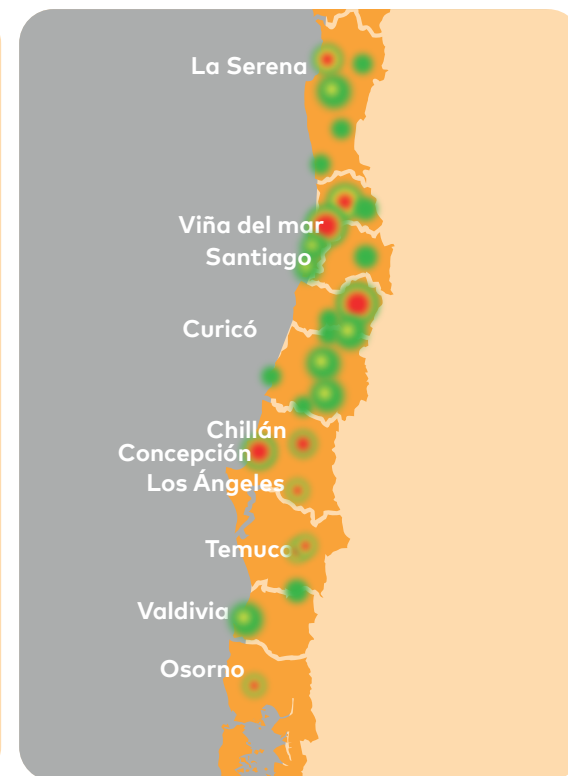 La Serena
Viña del mar
Santiago
Curicó
Chillán
Concepción
Los Ángeles
Temuco
Valdivia
Osorno